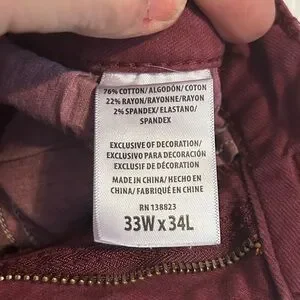 76% COTTON/ALGODÓN/COTON
22% RAYON/RAYONNE/RAYON
2% SPANDEX/ELASTANO/
SPANDEX
EXCLUSIVE OF DECORATION/
EXCLUSIVO PARA DECORACIÓN
EXCLUSIF DE DÉCORATION
MADE IN CHINA/HECHO EN
CHINA/FABRIQUÉ EN CHINE
RN 138823
33W x 34L